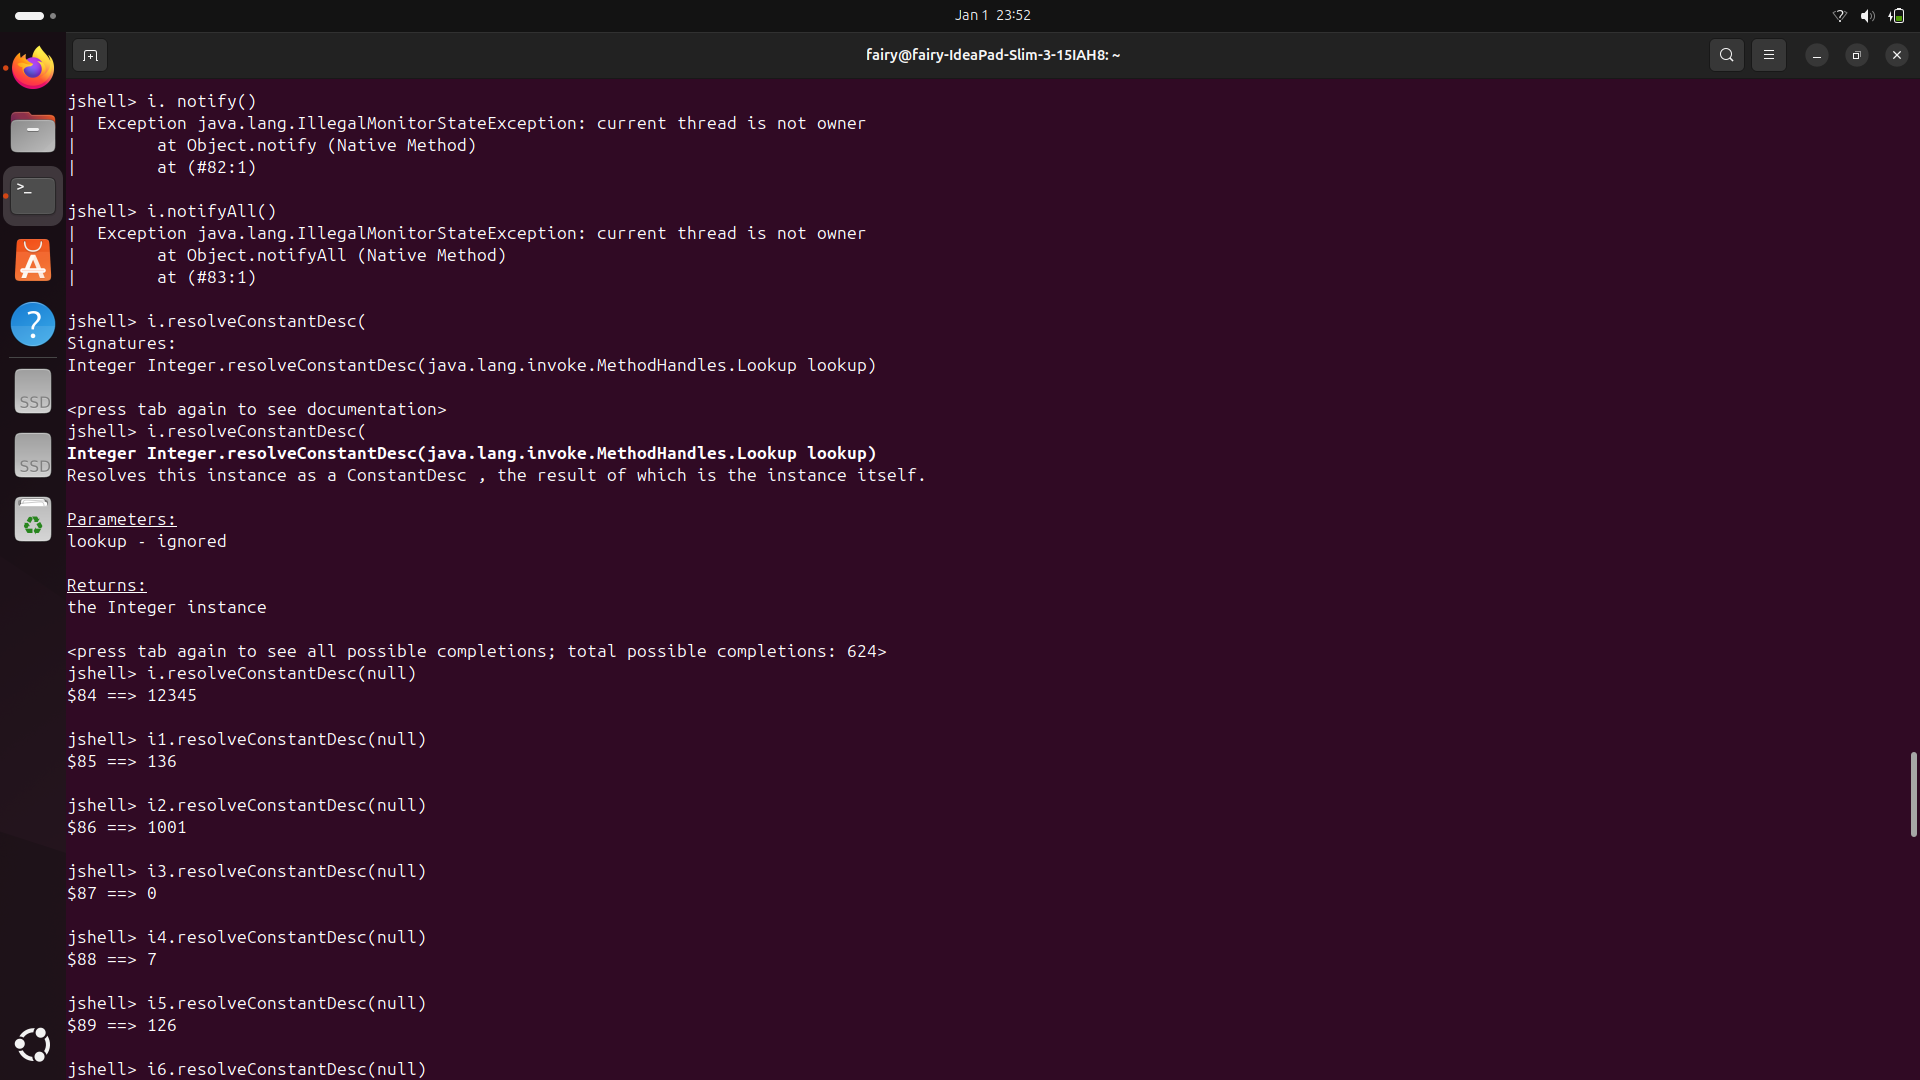 Jan 1 23:52
fairy@fairy-IdeaPad-Slim-3-15IAH8: ~
jshell> i. notify()
|  Exception java.lang.IllegalMonitorStateException: current thread is not owner
|        at Object.notify (Native Method)
|        at (#82:1)
jshell> i.notifyAll()
|  Exception java.lang.IllegalMonitorStateException: current thread is not owner
|        at Object.notifyAll (Native Method)
|        at (#83:1)
jshell> i.resolveConstantDesc(
Signatures:
Integer Integer.resolveConstantDesc(java.lang.invoke.MethodHandles.Lookup lookup)
<press tab again to see documentation>
jshell> i.resolveConstantDesc(
Integer Integer.resolveConstantDesc(java.lang.invoke.MethodHandles.Lookup lookup)
Resolves this instance as a ConstantDesc , the result of which is the instance itself.
Parameters:
lookup - ignored
Returns:
the Integer instance
<press tab again to see all possible completions; total possible completions: 624>
jshell> i.resolveConstantDesc(null)
$84 ==> 12345
jshell> i1.resolveConstantDesc(null)
$85 ==> 136
jshell> i2.resolveConstantDesc(null)
$86 ==> 1001
jshell> i3.resolveConstantDesc(null)
$87 ==> 0
jshell> i4.resolveConstantDesc(null)
$88 ==> 7
jshell> i5.resolveConstantDesc(null)
$89 ==> 126
jshell> i6.resolveConstantDesc(null)
>_
?
SSD
SSD